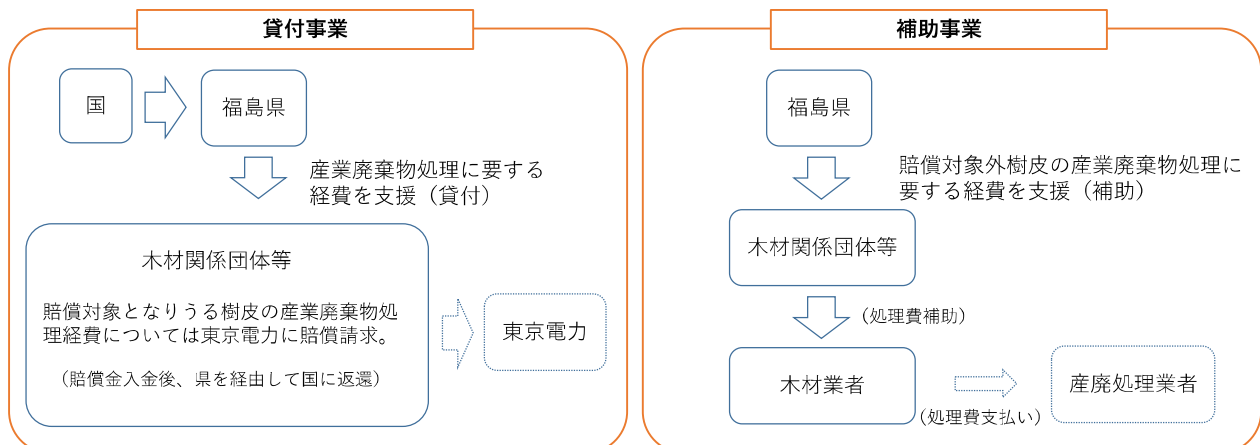 貸付事業
国
福島県
産業廃棄物処理に要する
経費を支援（貸付）
木材関係団体等
賠償対象となりうる樹皮の産業廃棄物処
理経費については東京電力に賠償請求。
（賠償金入金後、県を経由して国に返還）
東京電力
補助事業
福島県
賠償対象外樹皮の産業廃棄物処理に
要する経費を支援（補助）
木材関係団体等
（処理費補助）
木材業者
（処理費支払い）
産廃処理業者